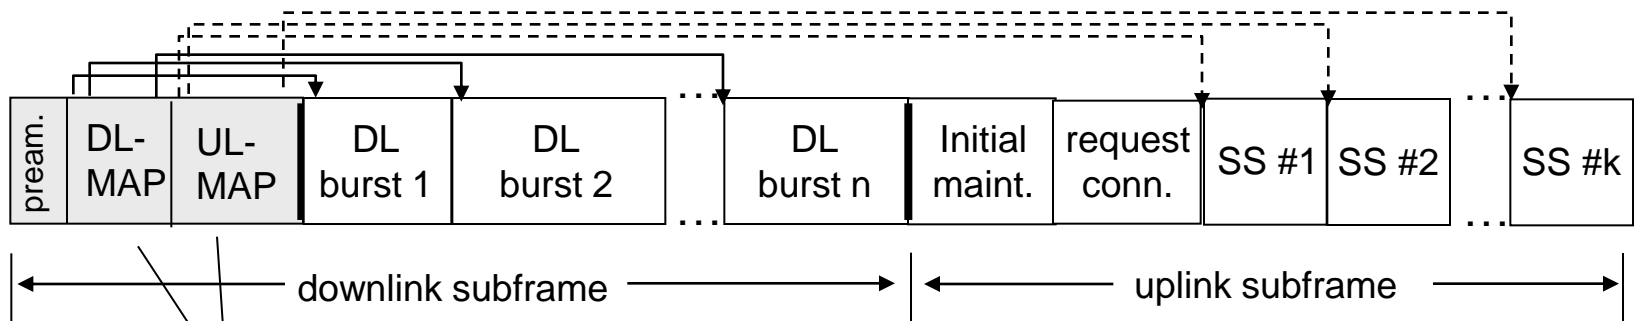 pream.
DL-
MAP
UL-
MAP
DL
burst 1
DL
burst 2
...
...
DL
burst n
Initial
maint.
request
conn.
SS #1
SS #2
...
...
SS #k
downlink subframe
uplink subframe